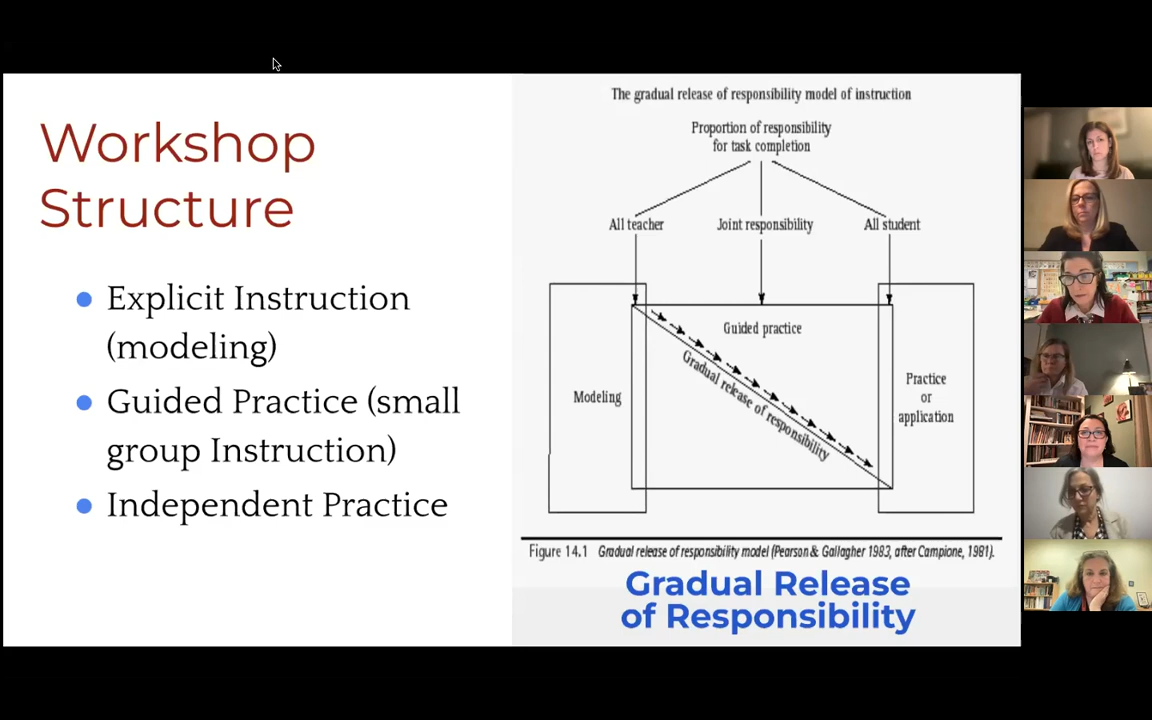 Workshop
Structure
Explicit Instruction
(modeling)
Guided Practice (small
group Instruction)
Independent Practice
The gradual release of responsibility model of instruction
Proportion of responsibility
for task completion
All teacher
Joint responsibility
All student
Guided practice
Gradual release of responsibility
Modeling
Practice
or
application
Figure 14.1 Gradual release of responsibility model (Pearson & Gallagher 1983, after Campione, 1981).
Gradual Release
of Responsibility